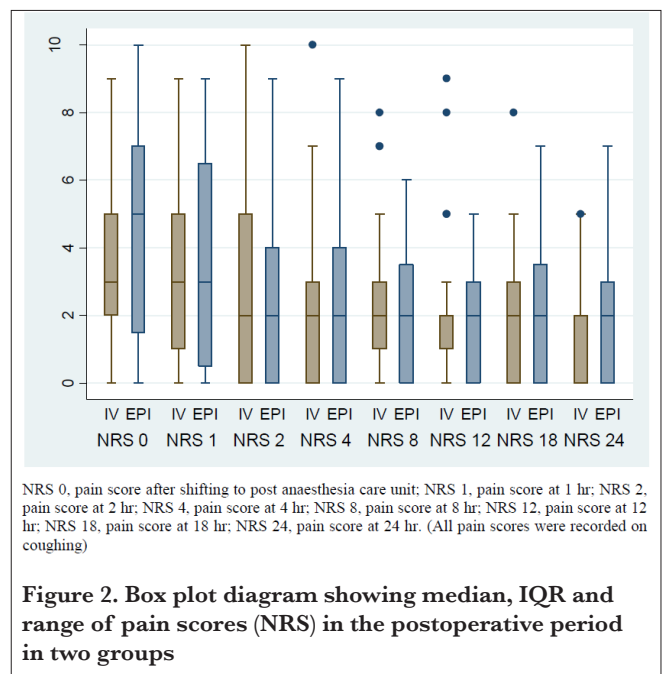 10
8
6
4
2
0
IV EPI IV EPI IV EPI IV EPI IV EPI IV EPI IV EPI IV EPI
NRS 0 NRS 1 NRS 2 NRS 4 NRS 8 NRS 12 NRS 18 NRS 24
NRS 0, pain score after shifting to post anaesthesia care unit; NRS 1, pain score at 1 hr; NRS 2,
pain score at 2 hr; NRS 4, pain score at 4 hr; NRS 8, pain score at 8 hr; NRS 12, pain score at 12
hr; NRS 18, pain score at 18 hr; NRS 24, pain score at 24 hr. (All pain scores were recorded on
coughing)
Figure 2. Box plot diagram showing median, IQR and
range of pain scores (NRS) in the postoperative period
in two groups